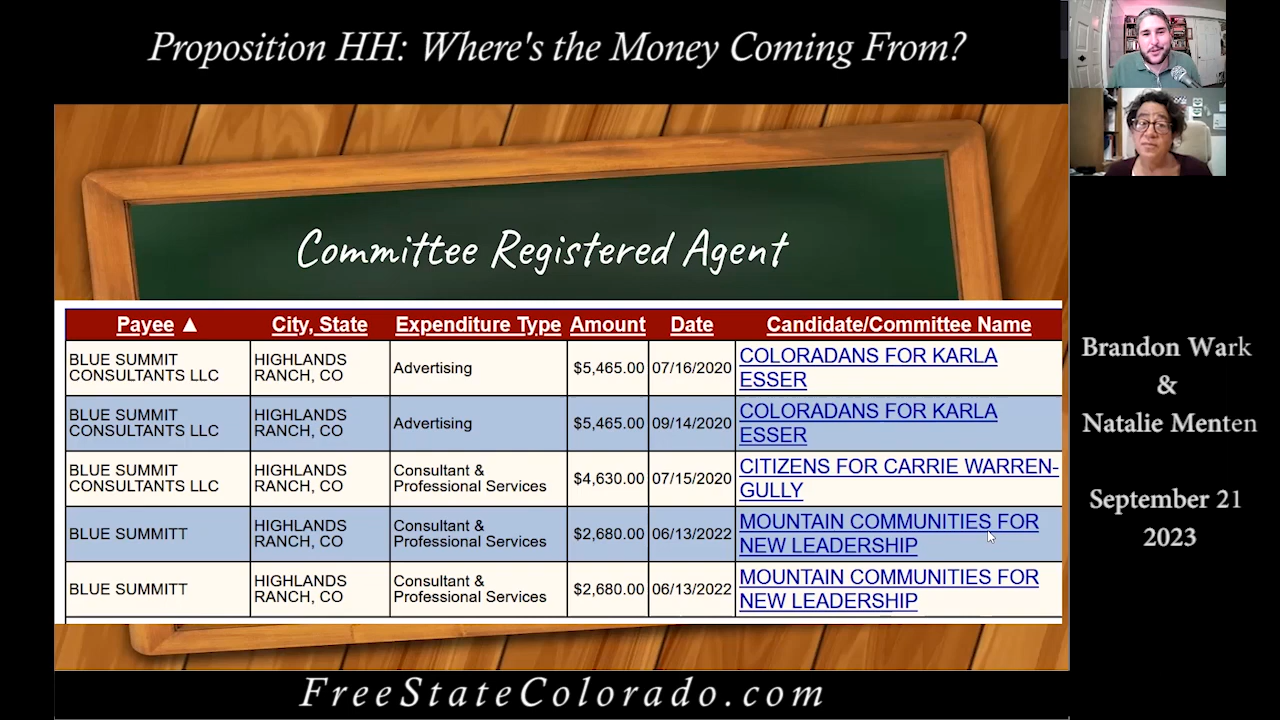 Proposition HH: Where's the Money Coming From?
Committee Registered Agent
Payee ▲ City, State Expenditure Type Amount Date Candidate/Committee Name
BLUE SUMMIT CONSULTANTS LLC HIGHLANDS RANCH, CO Advertising $5,465.00 07/16/2020 COLORADANS FOR KARLA ESSER
BLUE SUMMIT CONSULTANTS LLC HIGHLANDS RANCH, CO Advertising $5,465.00 09/14/2020 COLORADANS FOR KARLA ESSER
BLUE SUMMIT CONSULTANTS LLC HIGHLANDS RANCH, CO Consultant & Professional Services $4,630.00 07/15/2020 CITIZENS FOR CARRIE WARREN-GULLY
BLUE SUMMITT HIGHLANDS RANCH, CO Consultant & Professional Services $2,680.00 06/13/2022 MOUNTAIN COMMUNITIES FOR NEW LEADERSHIP
BLUE SUMMITT HIGHLANDS RANCH, CO Consultant & Professional Services $2,680.00 06/13/2022 MOUNTAIN COMMUNITIES FOR NEW LEADERSHIP
Brandon Wark
&
Natalie Menten
September 21
2023
FreeStateColorado.com